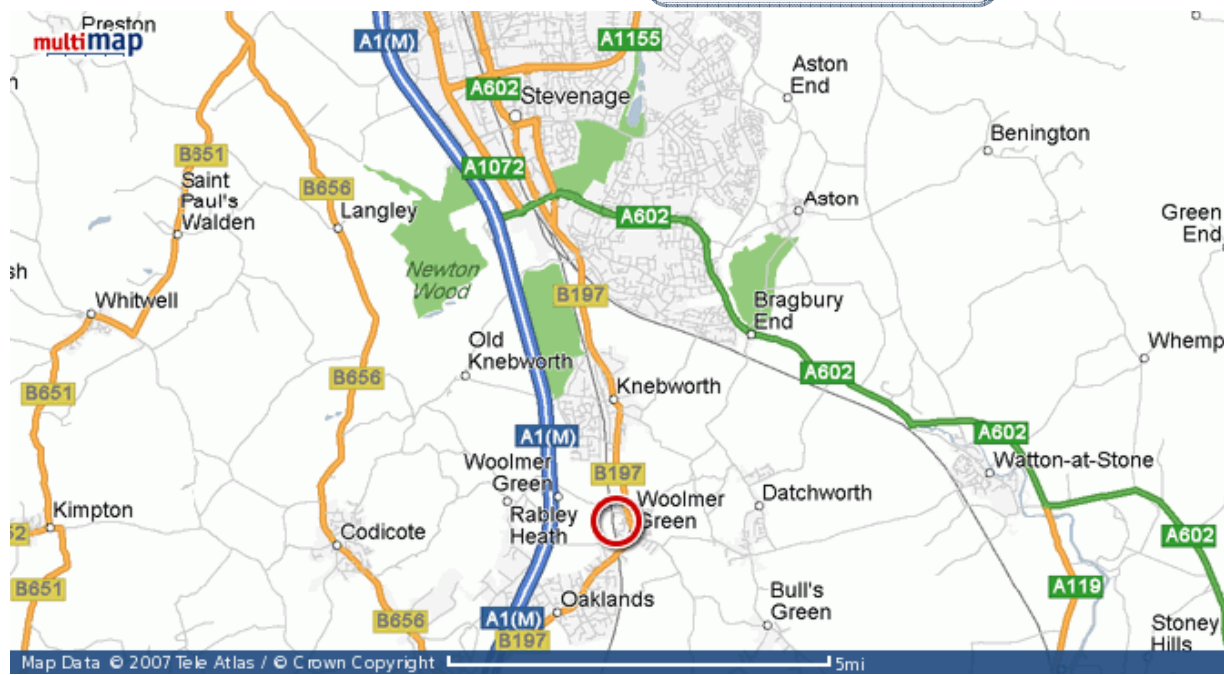 Preston
multimap
A1(M)
A1155
Aston
End
A602
Stevenage
Benington
B651
A1072
Saint
Paul's
Walden
B656
Langley
Aston
A602
Green
End
Newton
Wood
sh
Whitwell
B197
Bragbury
End
Old
Knebworth
Whemp
B656
A602
B651
Knebworth
A1(M)
A602
Woolmer
Green
B197
Watton-at-Stone
Woolmer
Green
Datchworth
Kimpton
Rabley
Heath
Codicote
52
A602
B651
A119
Oaklands
Bull's
Green
B656
A1(M)
B197
Stoney
Hills
Map Data © 2007 Tele Atlas / © Crown Copyright
5mi